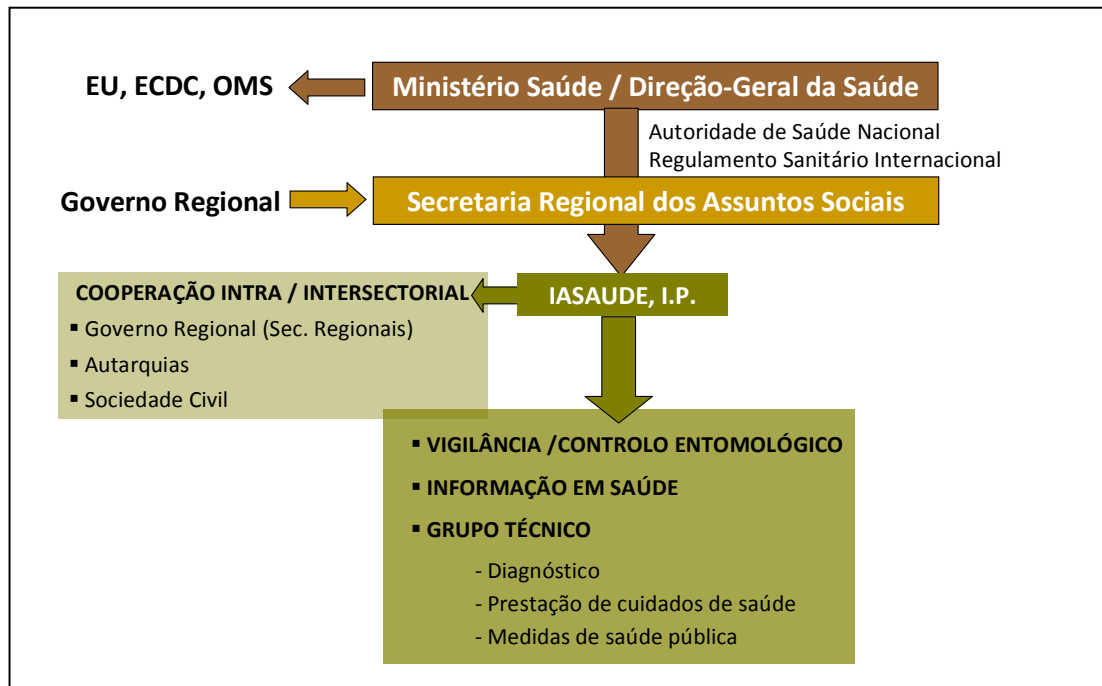 EU, ECDC, OMS
Ministério Saúde / Direção-Geral da Saúde
Autoridade de Saúde Nacional
Regulamento Sanitário Internacional
Governo Regional
Secretaria Regional dos Assuntos Sociais
COOPERAÇÃO INTRA / INTERSECTORIAL
▪ Governo Regional (Sec. Regionais)
▪ Autarquias
▪ Sociedade Civil
IASAUDE, I.P.
▪ VIGILÂNCIA /CONTROLO ENTOMOLÓGICO
▪ INFORMAÇÃO EM SAÚDE
▪ GRUPO TÉCNICO
- Diagnóstico
- Prestação de cuidados de saúde
- Medidas de saúde pública